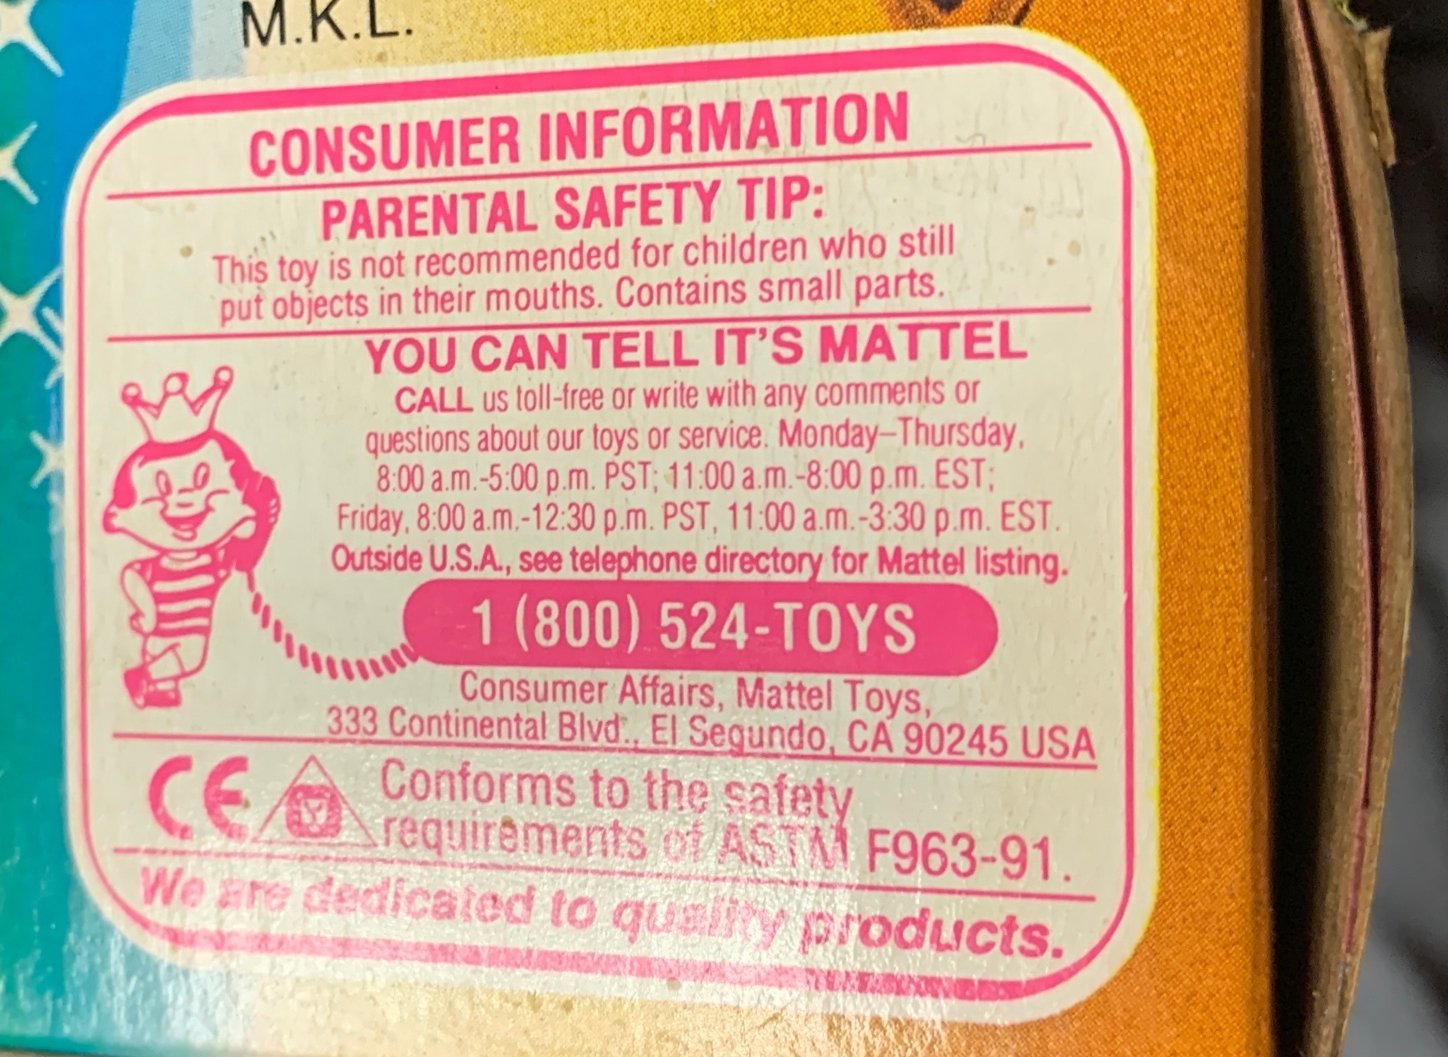 M.K.L.
CONSUMER INFORMATION
PARENTAL SAFETY TIP:
This toy is not recommended for children who still
put objects in their mouths. Contains small parts.
YOU CAN TELL IT'S MATTEL
CALL us toll-free or write with any comments or
questions about our toys or service. Monday–Thursday,
8:00 a.m.-5:00 p.m. PST; 11:00 a.m.-8:00 p.m. EST;
Friday, 8:00 a.m.-12:30 p.m. PST, 11:00 a.m.-3:30 p.m. EST.
Outside U.S.A., see telephone directory for Mattel listing.
1 (800) 524-TOYS
Consumer Affairs, Mattel Toys,
333 Continental Blvd., El Segundo, CA 90245 USA
CE
Conforms to the safety
requirements of ASTM F963-91.
We are dedicated to quality products.